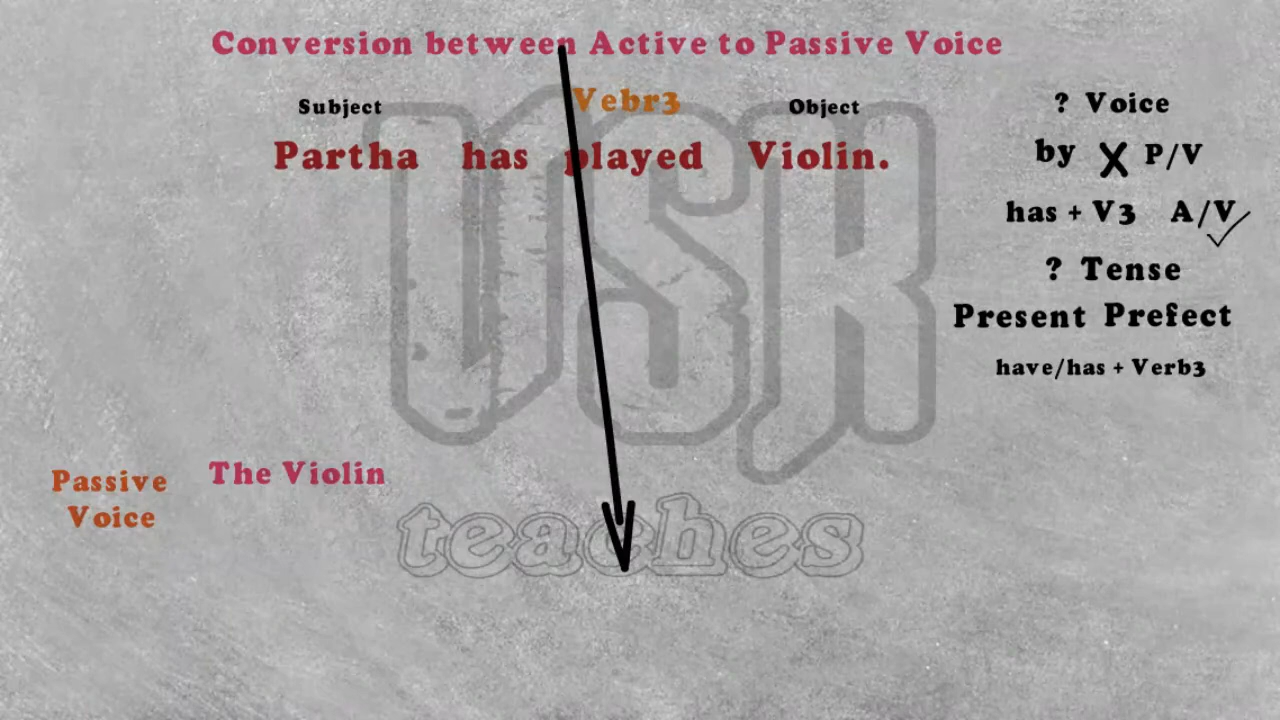 Conversion between Active to Passive Voice
Subject Vebr3 Object ? Voice
Partha has played Violin. by X P/V
has + V3 A/V
? Tense
Present Prefect
have/has + Verb3
Passive Voice The Violin
VSK
teaches